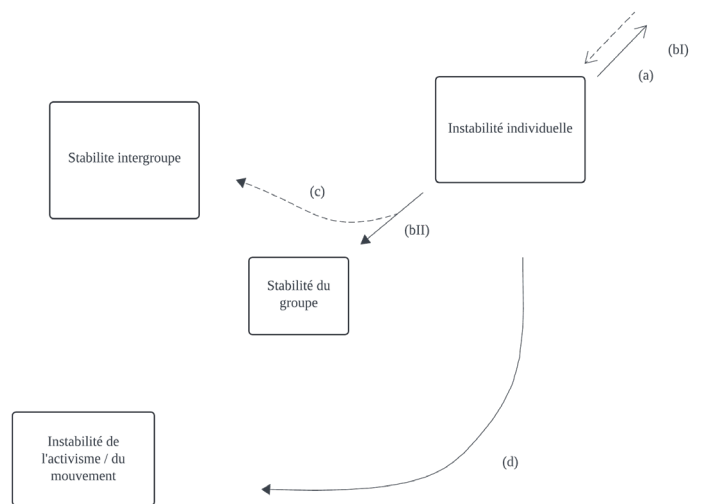 (bI)
(a)
Instabilité individuelle
Stabilite intergroupe
(c)
(bII)
Stabilité du
groupe
Instabilité de
l'activisme / du
mouvement
(d)